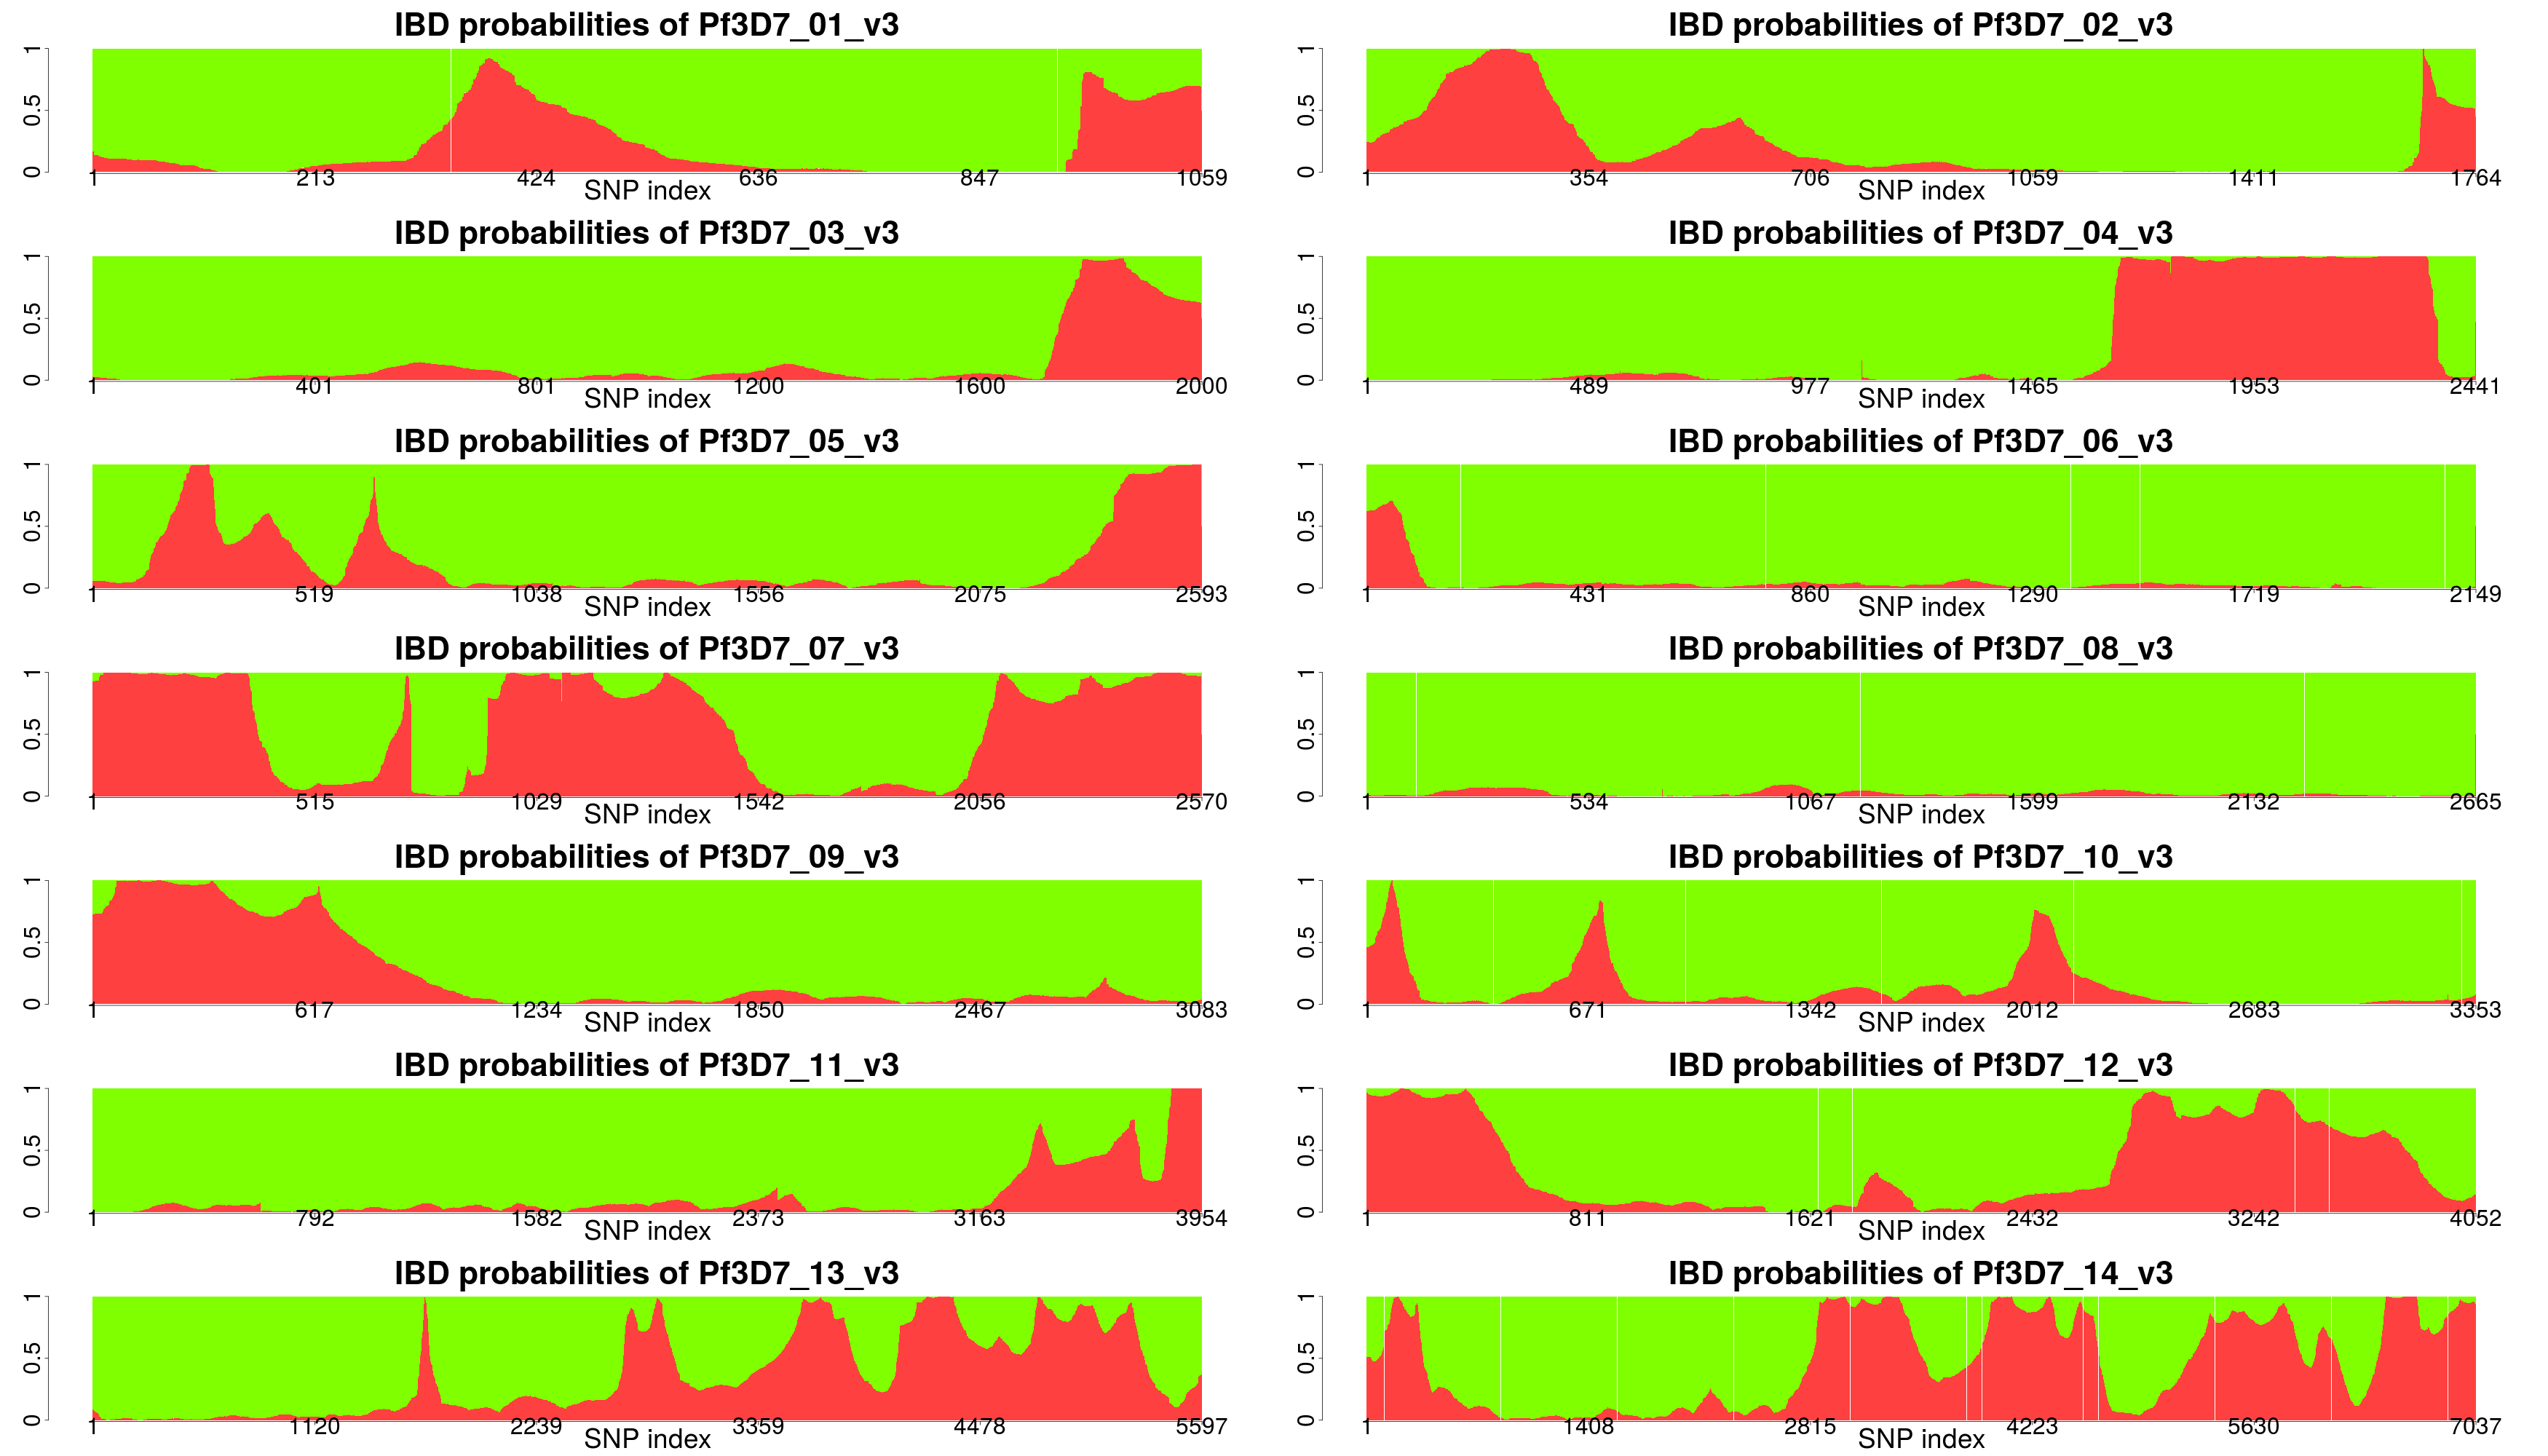 IBD probabilities of Pf3D7_01_v3
0 0.5 1
1 213 424 636 847 1059
SNP index
IBD probabilities of Pf3D7_02_v3
0 0.5 1
1 354 706 1059 1411 1764
SNP index
IBD probabilities of Pf3D7_03_v3
0 0.5 1
1 401 801 1200 1600 2000
SNP index
IBD probabilities of Pf3D7_04_v3
0 0.5 1
1 489 977 1465 1953 2441
SNP index
IBD probabilities of Pf3D7_05_v3
0 0.5 1
1 519 1038 1556 2075 2593
SNP index
IBD probabilities of Pf3D7_06_v3
0 0.5 1
1 431 860 1290 1719 2149
SNP index
IBD probabilities of Pf3D7_07_v3
0 0.5 1
1 515 1029 1542 2056 2570
SNP index
IBD probabilities of Pf3D7_08_v3
0 0.5 1
1 534 1067 1599 2132 2665
SNP index
IBD probabilities of Pf3D7_09_v3
0 0.5 1
1 617 1234 1850 2467 3083
SNP index
IBD probabilities of Pf3D7_10_v3
0 0.5 1
1 671 1342 2012 2683 3353
SNP index
IBD probabilities of Pf3D7_11_v3
0 0.5 1
1 792 1582 2373 3163 3954
SNP index
IBD probabilities of Pf3D7_12_v3
0 0.5 1
1 811 1621 2432 3242 4052
SNP index
IBD probabilities of Pf3D7_13_v3
0 0.5 1
1 1120 2239 3359 4478 5597
SNP index
IBD probabilities of Pf3D7_14_v3
0 0.5 1
1 1408 2815 4223 5630 7037
SNP index